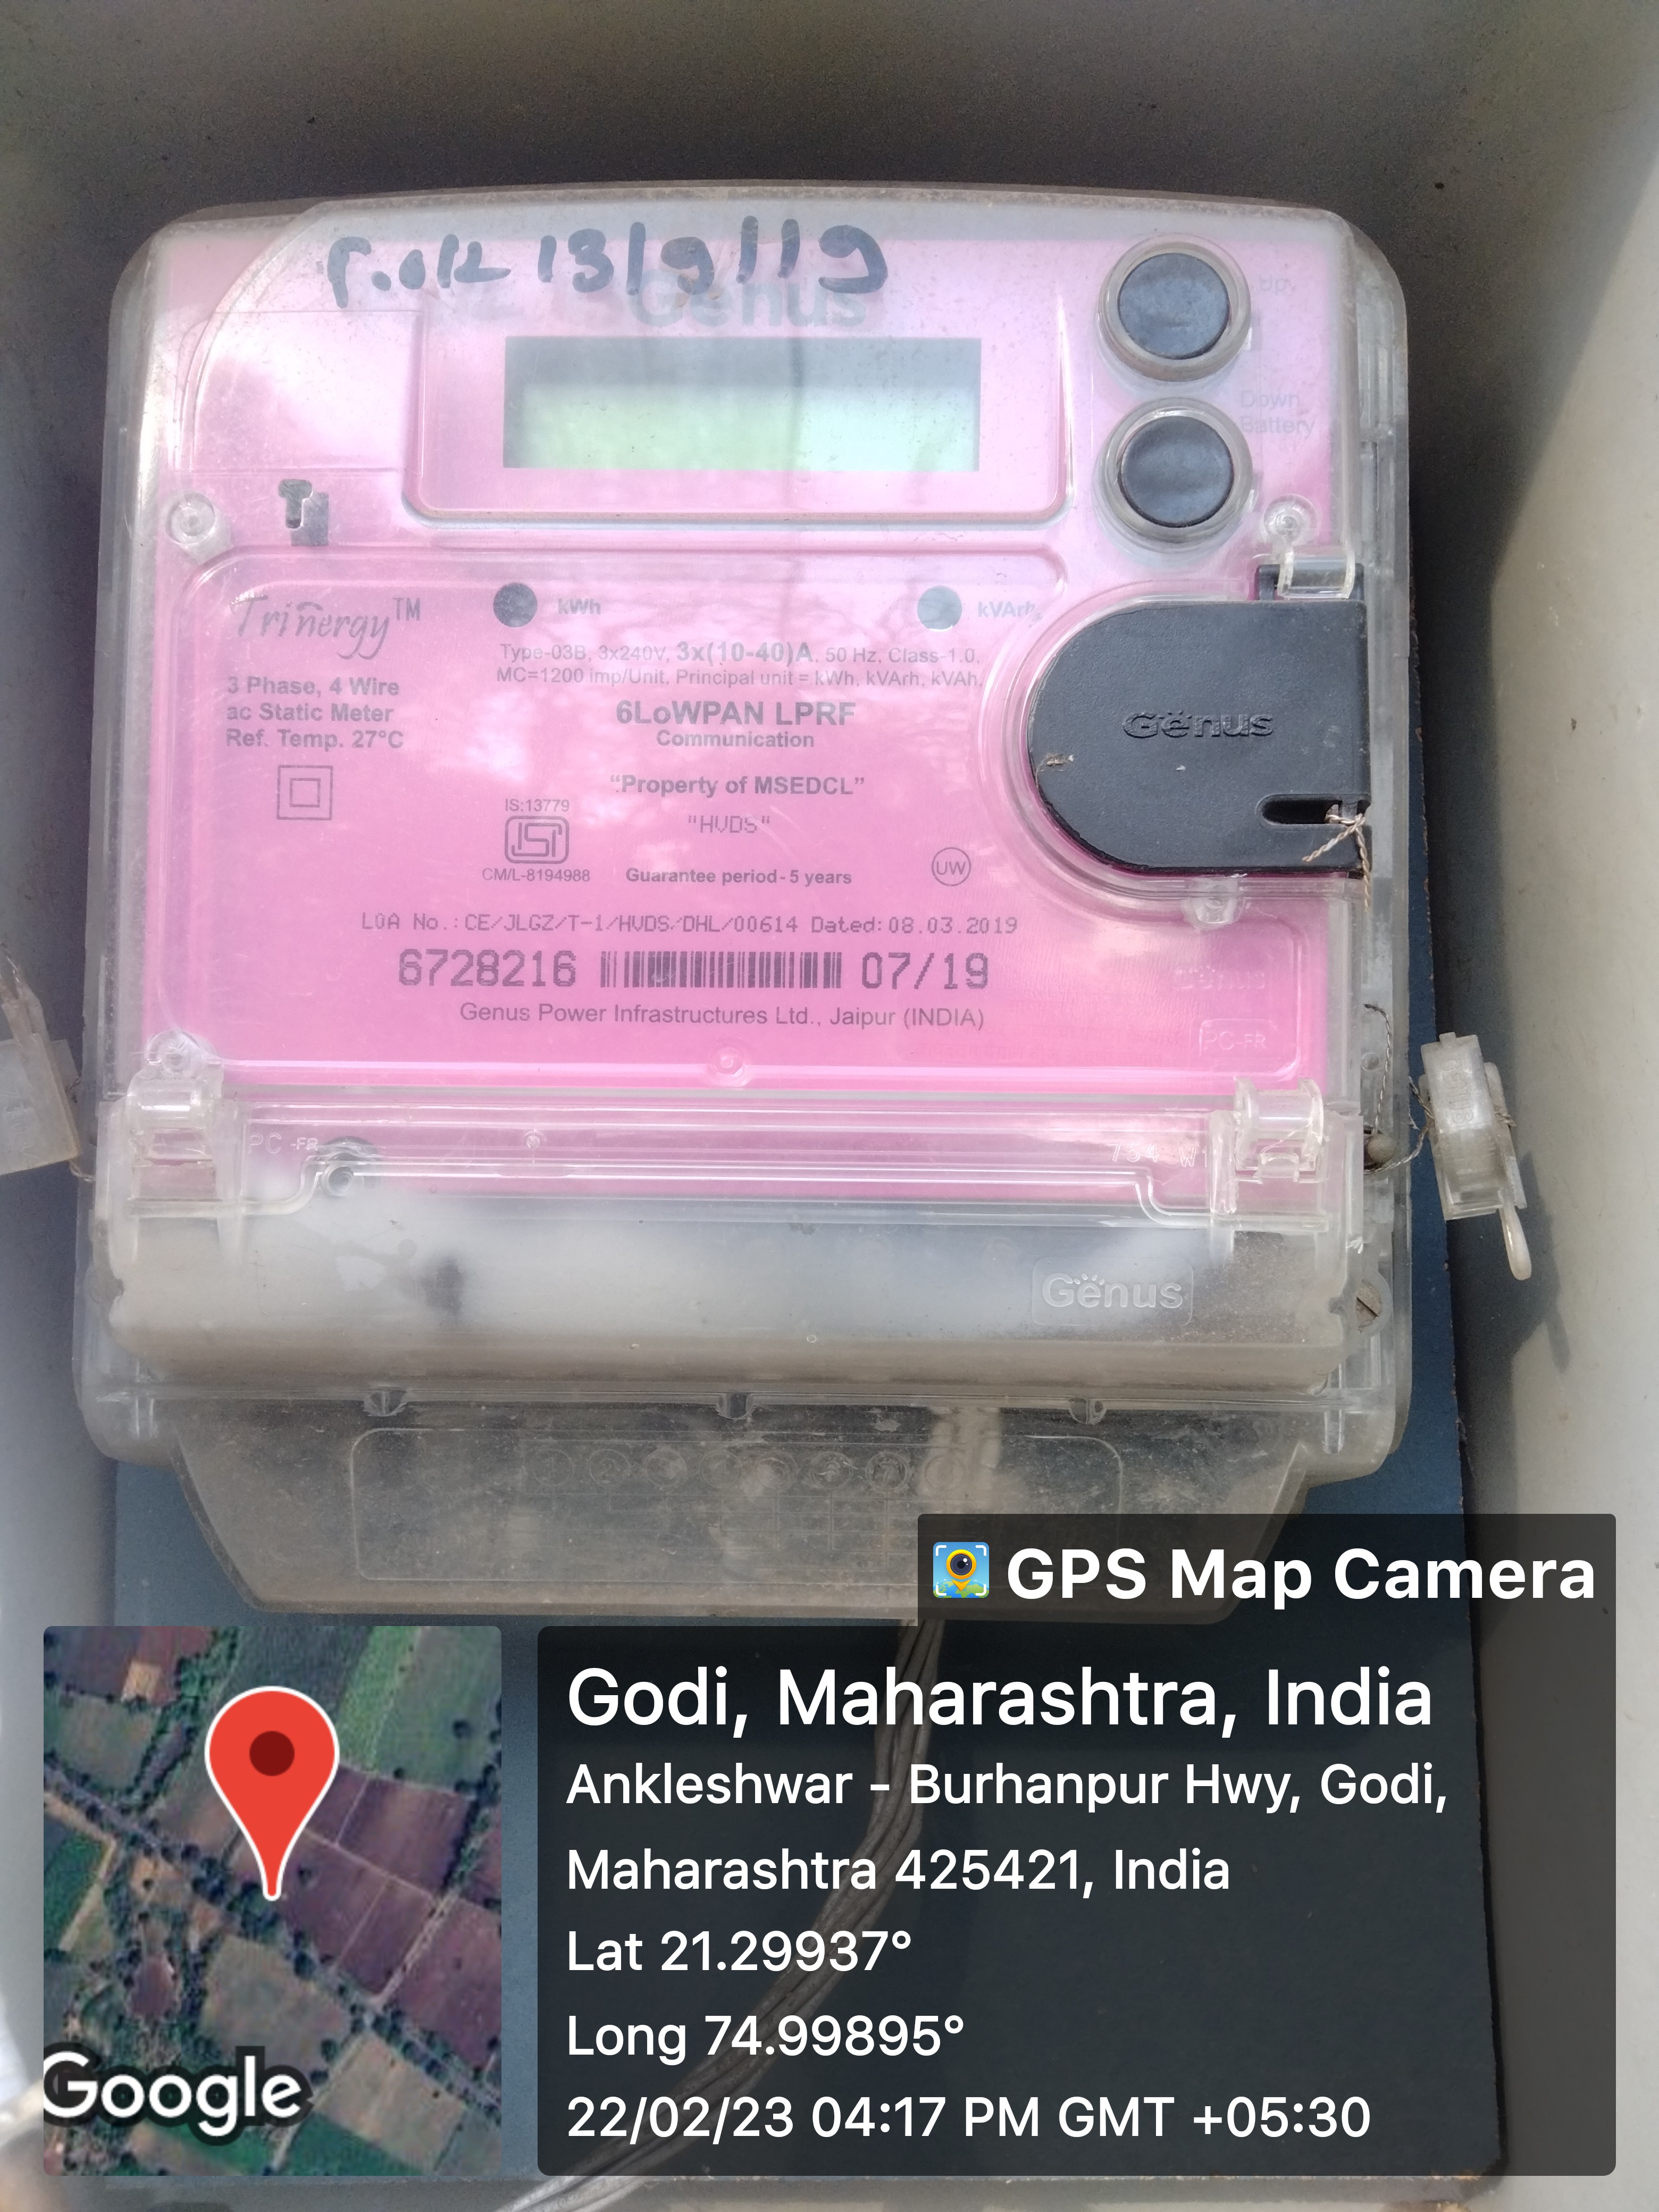 P.OK 13/9/19
Genus
Up
Down
Battery
Trinergy™
kWh
kVArh
Type-03B, 3x240V, 3x(10-40)A, 50 Hz, Class-1.0,
MC=1200 imp/Unit, Principal unit = kWh, kVArh, kVAh.
3 Phase, 4 Wire
ac Static Meter
Ref. Temp. 27°C
6LoWPAN LPRF
Communication
Genus
"Property of MSEDCL"
IS:13779
"HVDS"
ISI
CM/L-8194988
Guarantee period - 5 years
UW
LOA No.:CE/JLGZ/T-1/HVDS/DHL/00614 Dated:08.03.2019
6728216 07/19
Genus
Genus Power Infrastructures Ltd., Jaipur (INDIA)
PC-FR
PC-FR
Genus
GPS Map Camera
Godi, Maharashtra, India
Ankleshwar - Burhanpur Hwy, Godi,
Maharashtra 425421, India
Lat 21.29937°
Long 74.99895°
22/02/23 04:17 PM GMT +05:30
Google